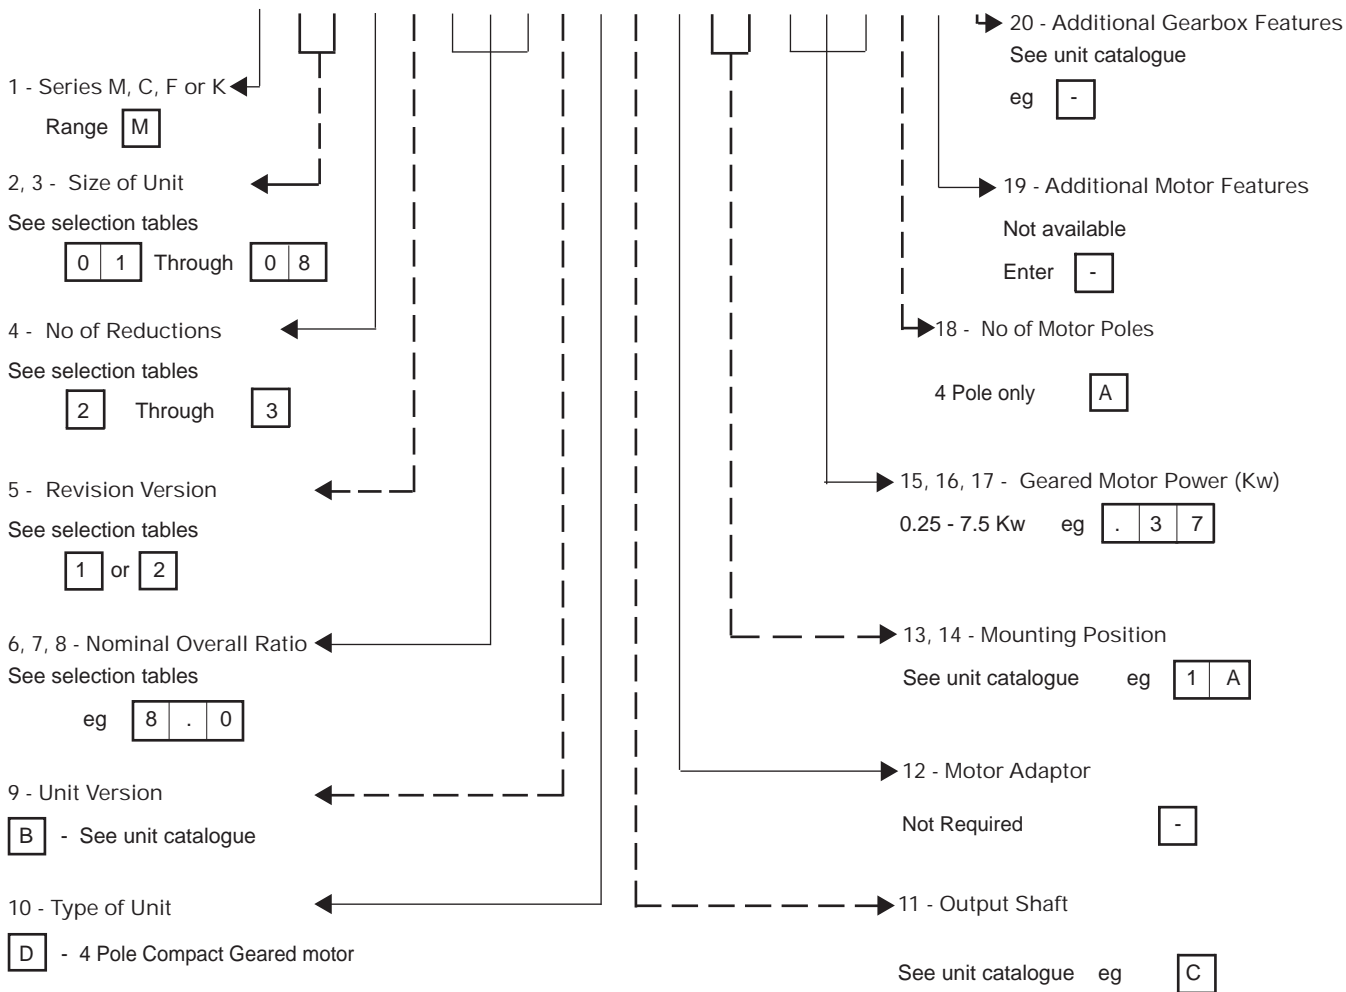 1 - Series M, C, F or K
Range M
2, 3 - Size of Unit
See selection tables
0 1 Through 0 8
4 - No of Reductions
See selection tables
2 Through 3
5 - Revision Version
See selection tables
1 or 2
6, 7, 8 - Nominal Overall Ratio
See selection tables
eg 8 . 0
9 - Unit Version
B - See unit catalogue
10 - Type of Unit
D - 4 Pole Compact Geared motor
20 - Additional Gearbox Features
See unit catalogue
eg -
19 - Additional Motor Features
Not available
Enter -
18 - No of Motor Poles
4 Pole only A
15, 16, 17 - Geared Motor Power (Kw)
0.25 - 7.5 Kw eg . 3 7
13, 14 - Mounting Position
See unit catalogue eg 1 A
12 - Motor Adaptor
Not Required -
11 - Output Shaft
See unit catalogue eg C